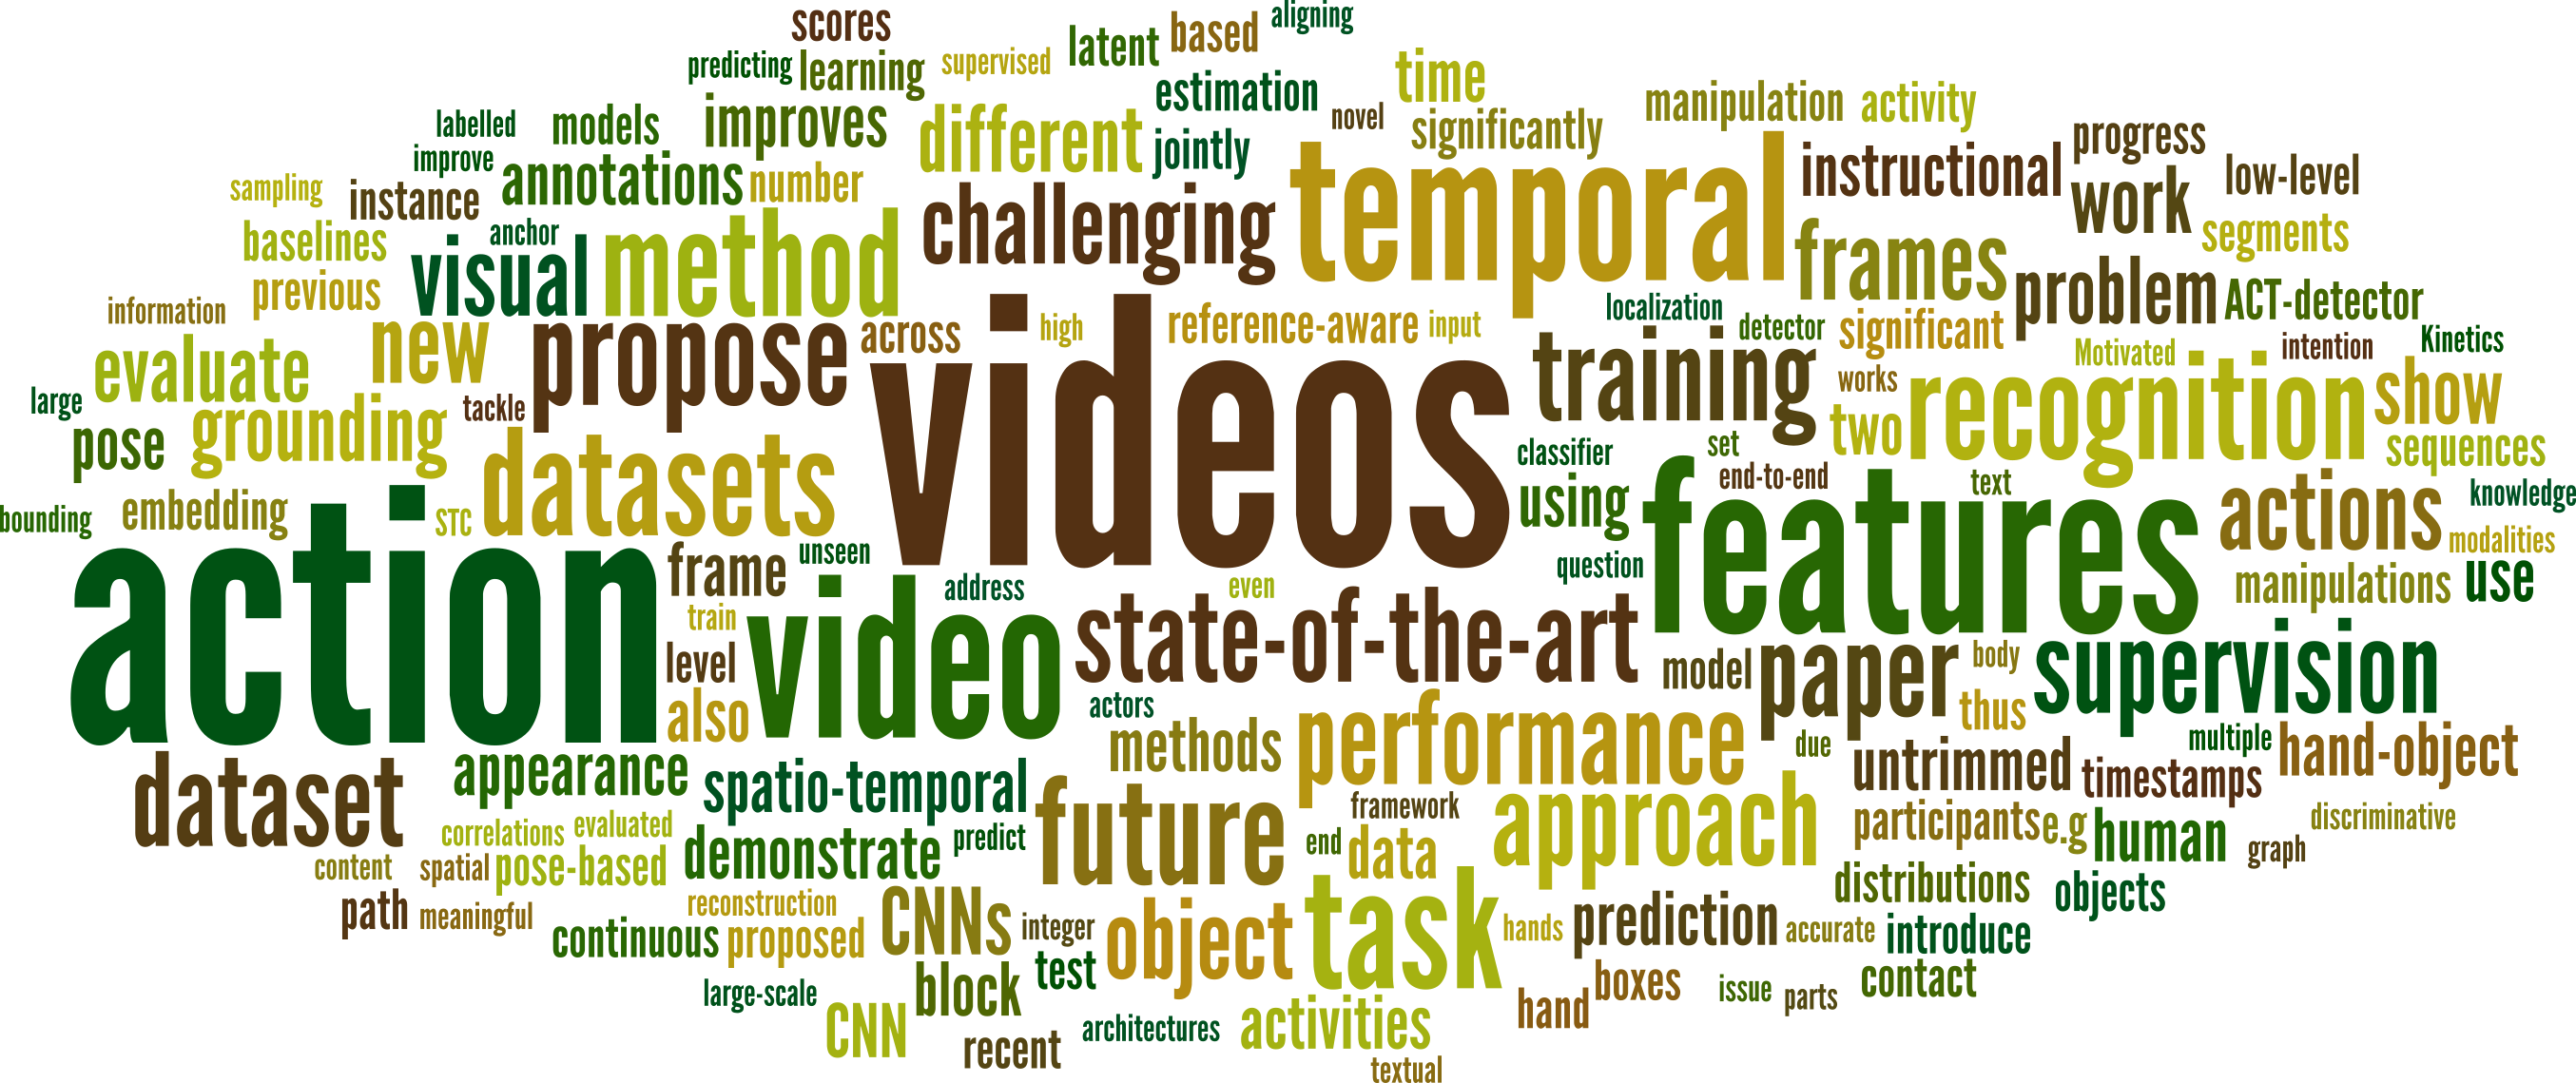 scores
latent
based
aligning
predicting
learning
supervised
estimation
time
manipulation
activity
labelled
models
improves
different
jointly
novel
significantly
progress
improve
annotations
number
instructional
low-level
sampling
instance
challenging
temporal
work
baselines
anchor
visual
method
frames
segments
information
previous
new
propose
across
high
reference-aware
input
localization
detector
significant
problem
ACT-detector
evaluate
videos
training
works
Motivated
intention
Kinetics
large
grounding
tackle
two
recognition
show
pose
datasets
classifier
set
end-to-end
text
sequences
bounding
embedding
STC
using
features
actions
knowledge
action
frame
unseen
address
even
question
modalities
train
video
state-of-the-art
manipulations
use
level
model
paper
body
supervision
also
actors
methods
performance
due
thus
multiple
hand-object
dataset
appearance
spatio-temporal
future
framework
approach
untrimmed
timestamps
correlations
evaluated
demonstrate
predict
end
data
participants
e.g
human
graph
discriminative
content
spatial
pose-based
task
distributions
objects
path
meaningful
reconstruction
CNNs
integer
object
hands
prediction
accurate
introduce
continuous
proposed
block
test
boxes
issue
parts
contact
large-scale
CNN
recent
architectures
activities
hand
textual